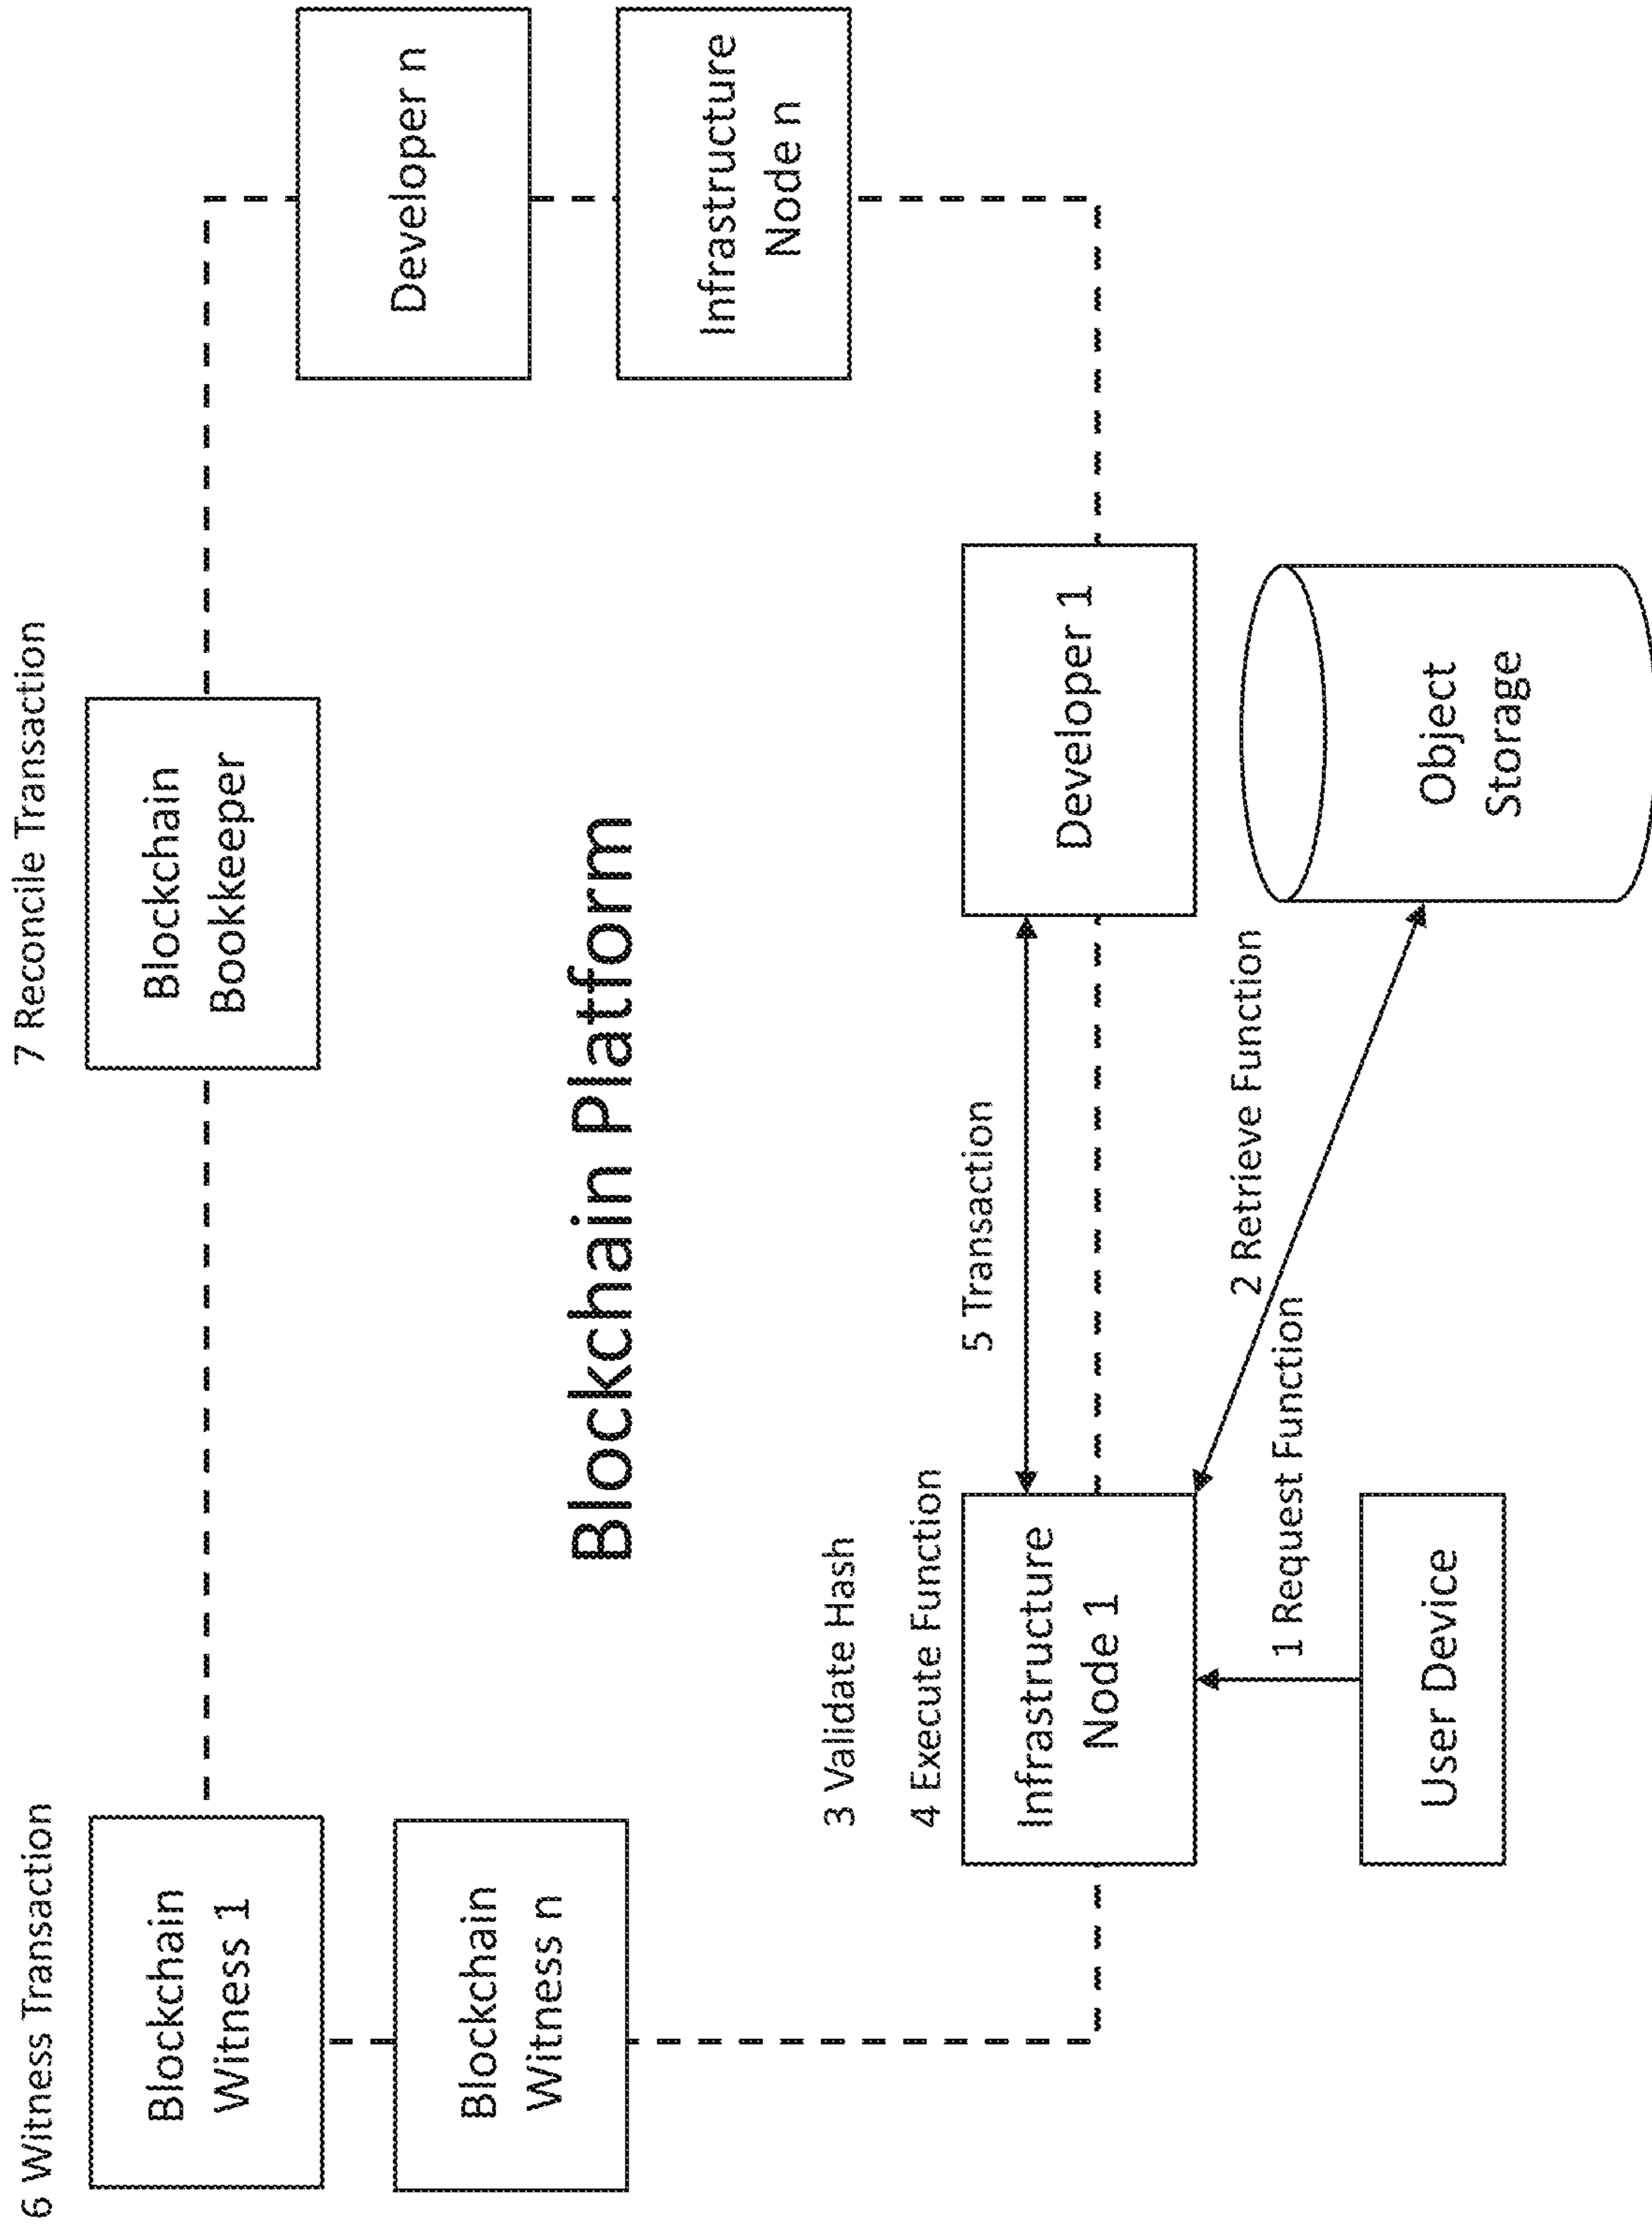 6 Witness Transaction
7 Reconcile Transaction
Blockchain
Witness 1
Blockchain
Bookkeeper
Blockchain
Witness n
Developer n
Blockchain Platform
Infrastructure
Node n
3 Validate Hash
4 Execute Function
5 Transaction
Infrastructure
Node 1
Developer 1
2 Retrieve Function
1 Request Function
User Device
Object
Storage